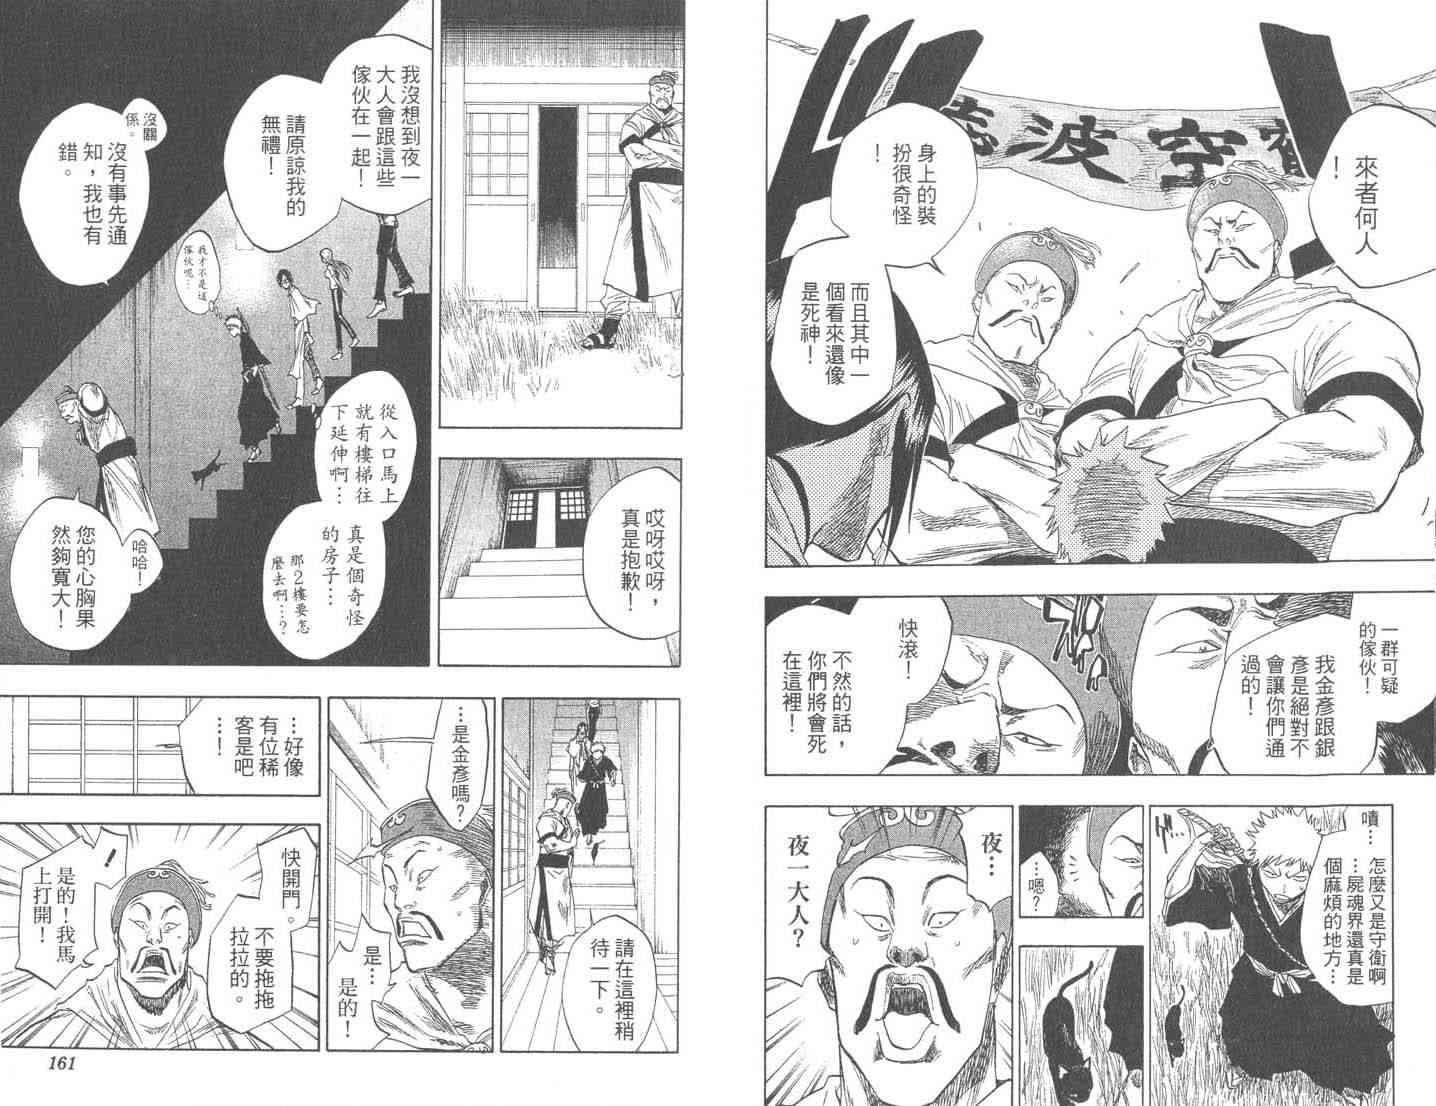 鶴空波志
來者何人
！
身上的裝
扮很奇怪
！
而且其中一
個看來還像
是死神！
一群可疑
的傢伙！
我金彥跟銀
彥是絕對不
會讓你們通
過的！
快滾！
不然的話，
你們將會死
在這裡！
嘖…
怎麼又是守衛啊
…屍魂界還真是
個麻煩的地方…
…嗯？
夜…
夜一大人？
哎呀哎呀，
真是抱歉！
我沒想到夜一
大人會跟這些
傢伙在一起！
請原諒我的
無禮！
沒關
係。
沒有事先通
知，我也有
錯。
我才不是這
傢伙呢…
從入口馬上
就有樓梯往
下延伸啊…
真是個奇怪
的房子…
那2樓要怎
麼去啊…？
哈哈！
您的心胸果
然夠寬大！
請在這裡稍
待一下。
…是金彥嗎？
是…
是的！
…好像
有位稀
客是吧
…！
快開門。
不要拖拖
拉拉的。
！
是的！我馬
上打開！
161